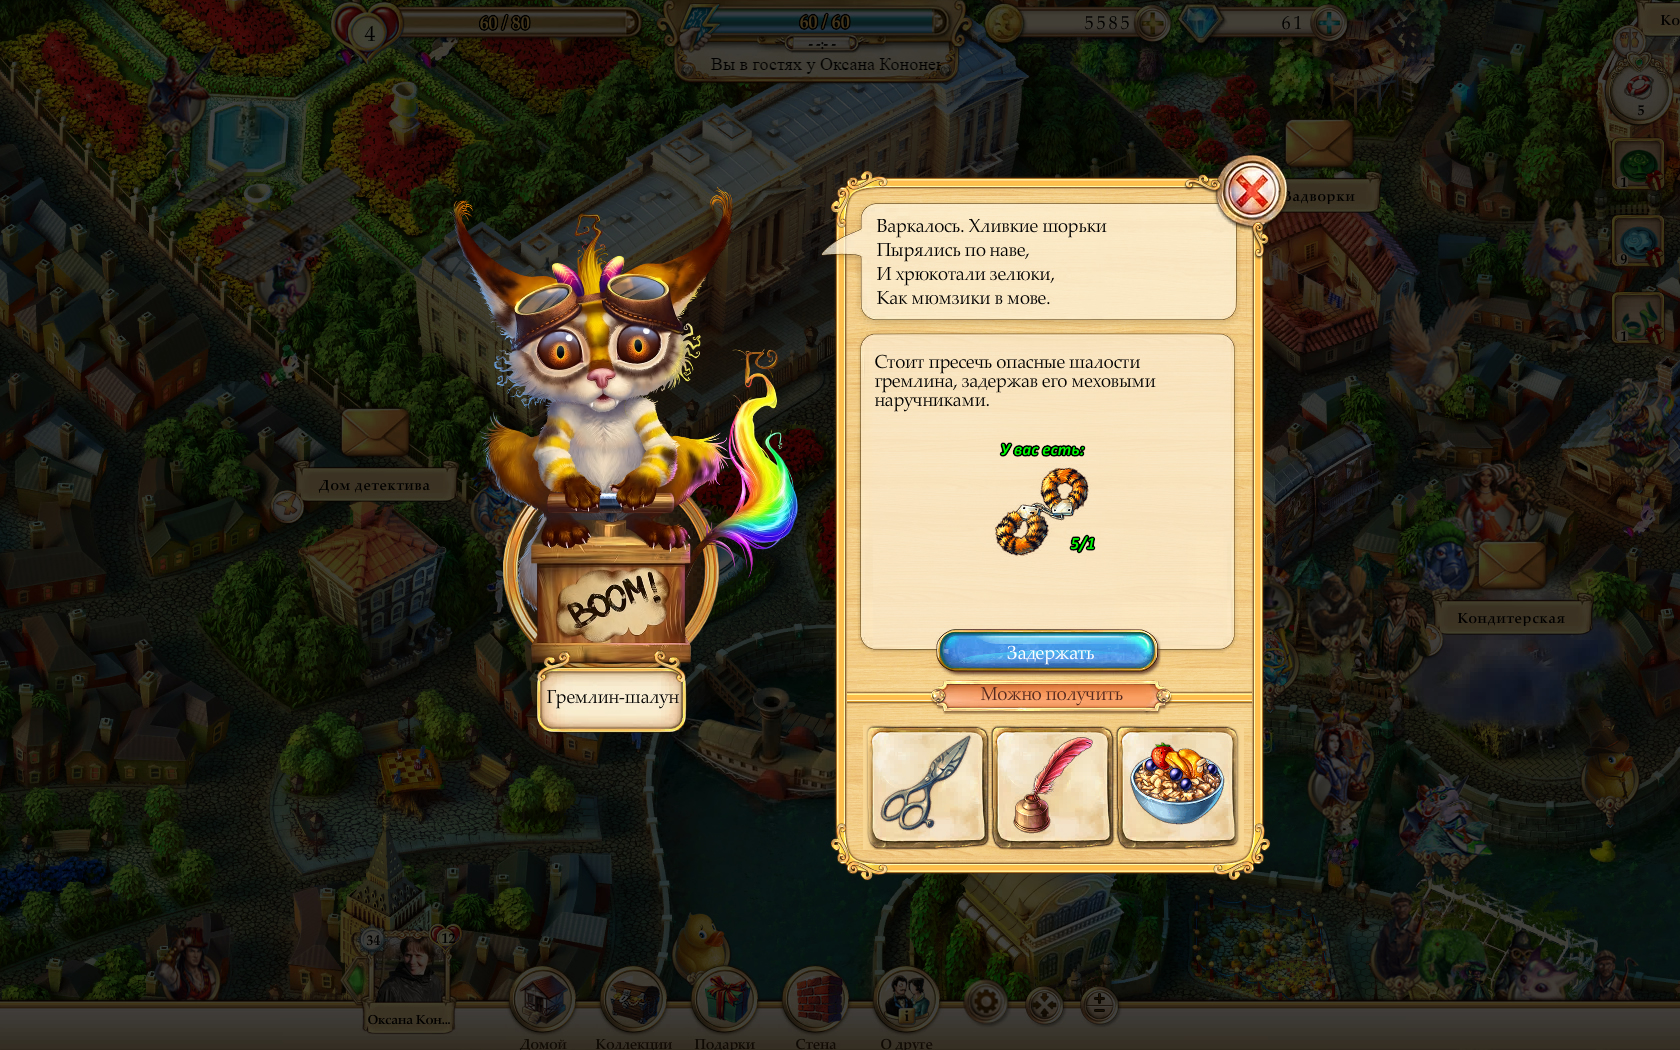 4
60 / 80
60 / 60
--:--
5585
61
Вы в гостях у Оксана Кононе
5
Задворки
Варкалось. Хливкие шорьки
Пырялись по наве,
И хрюкотали зелюки,
Как мюмзики в мове.
Стоит пресечь опасные шалости
гремлина, задержав его меховыми
наручниками.
У вас есть:
5/1
Задержать
Можно получить
BOOM!
Гремлин-шалун
Дом детектива
Кондитерская
34
12
Оксана Кон...
Домой
Коллекции
Подарки
Стена
О друге